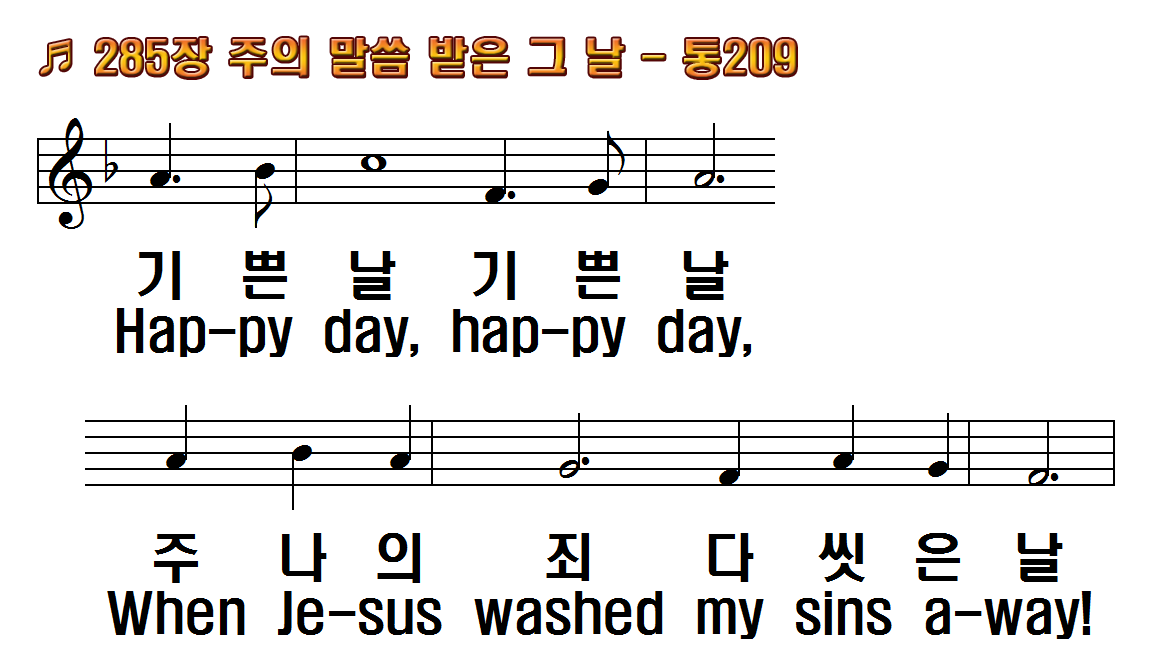 ♬ 285장 주의 말씀 받은 그 날 - 통209
기 쁜 날 기 쁜 날
Hap-py day, hap-py day,
주 나 의 죄 다 씻 은 날
When Je-sus washed my sins a-way!